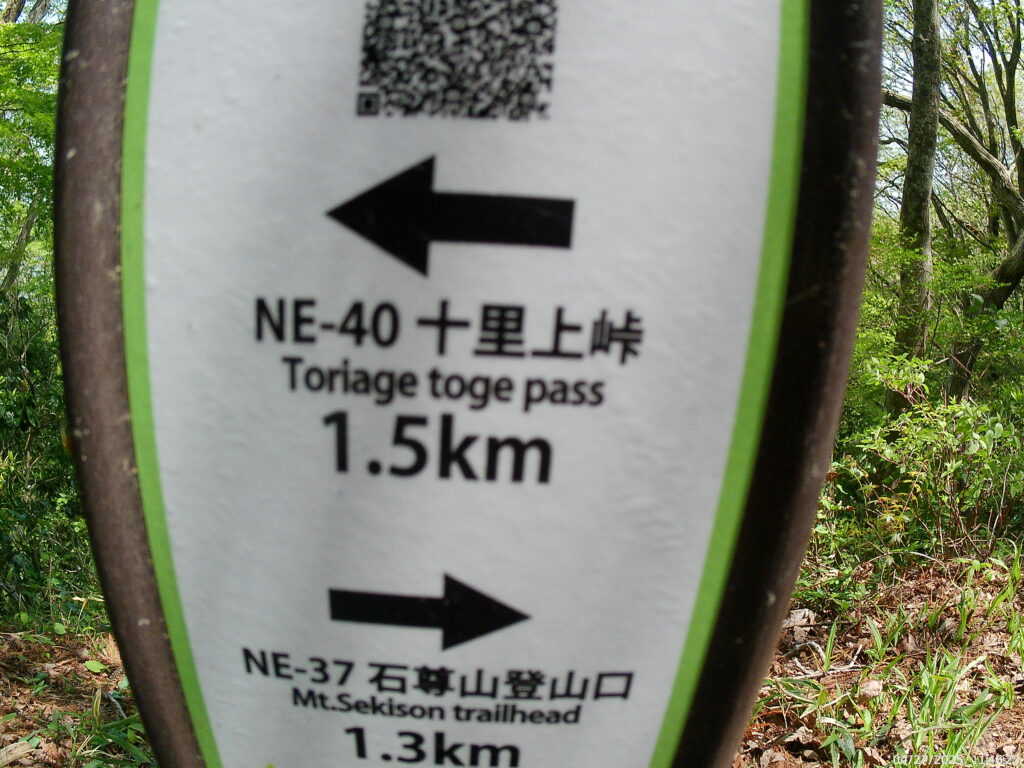 NE-40 十里上峠
Toriage toge pass
1.5km
NE-37 石尊山登山口
Mt.Sekison trailhead
1.3km